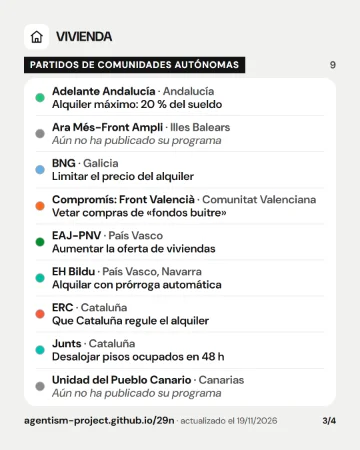 VIVIENDA
PARTIDOS DE COMUNIDADES AUTÓNOMAS 9
Adelante Andalucía · Andalucía
Alquiler máximo: 20 % del sueldo
Ara Més-Front Ampli · Illes Balears
Aún no ha publicado su programa
BNG · Galicia
Limitar el precio del alquiler
Compromís: Front Valencià · Comunitat Valenciana
Vetar compras de «fondos buitre»
EAJ-PNV · País Vasco
Aumentar la oferta de viviendas
EH Bildu · País Vasco, Navarra
Alquilar con prórroga automática
ERC · Cataluña
Que Cataluña regule el alquiler
Junts · Cataluña
Desalojar pisos ocupados en 48 h
Unidad del Pueblo Canario · Canarias
Aún no ha publicado su programa
agentism-project.github.io/29n · actualizado el 19/11/2026 3/4